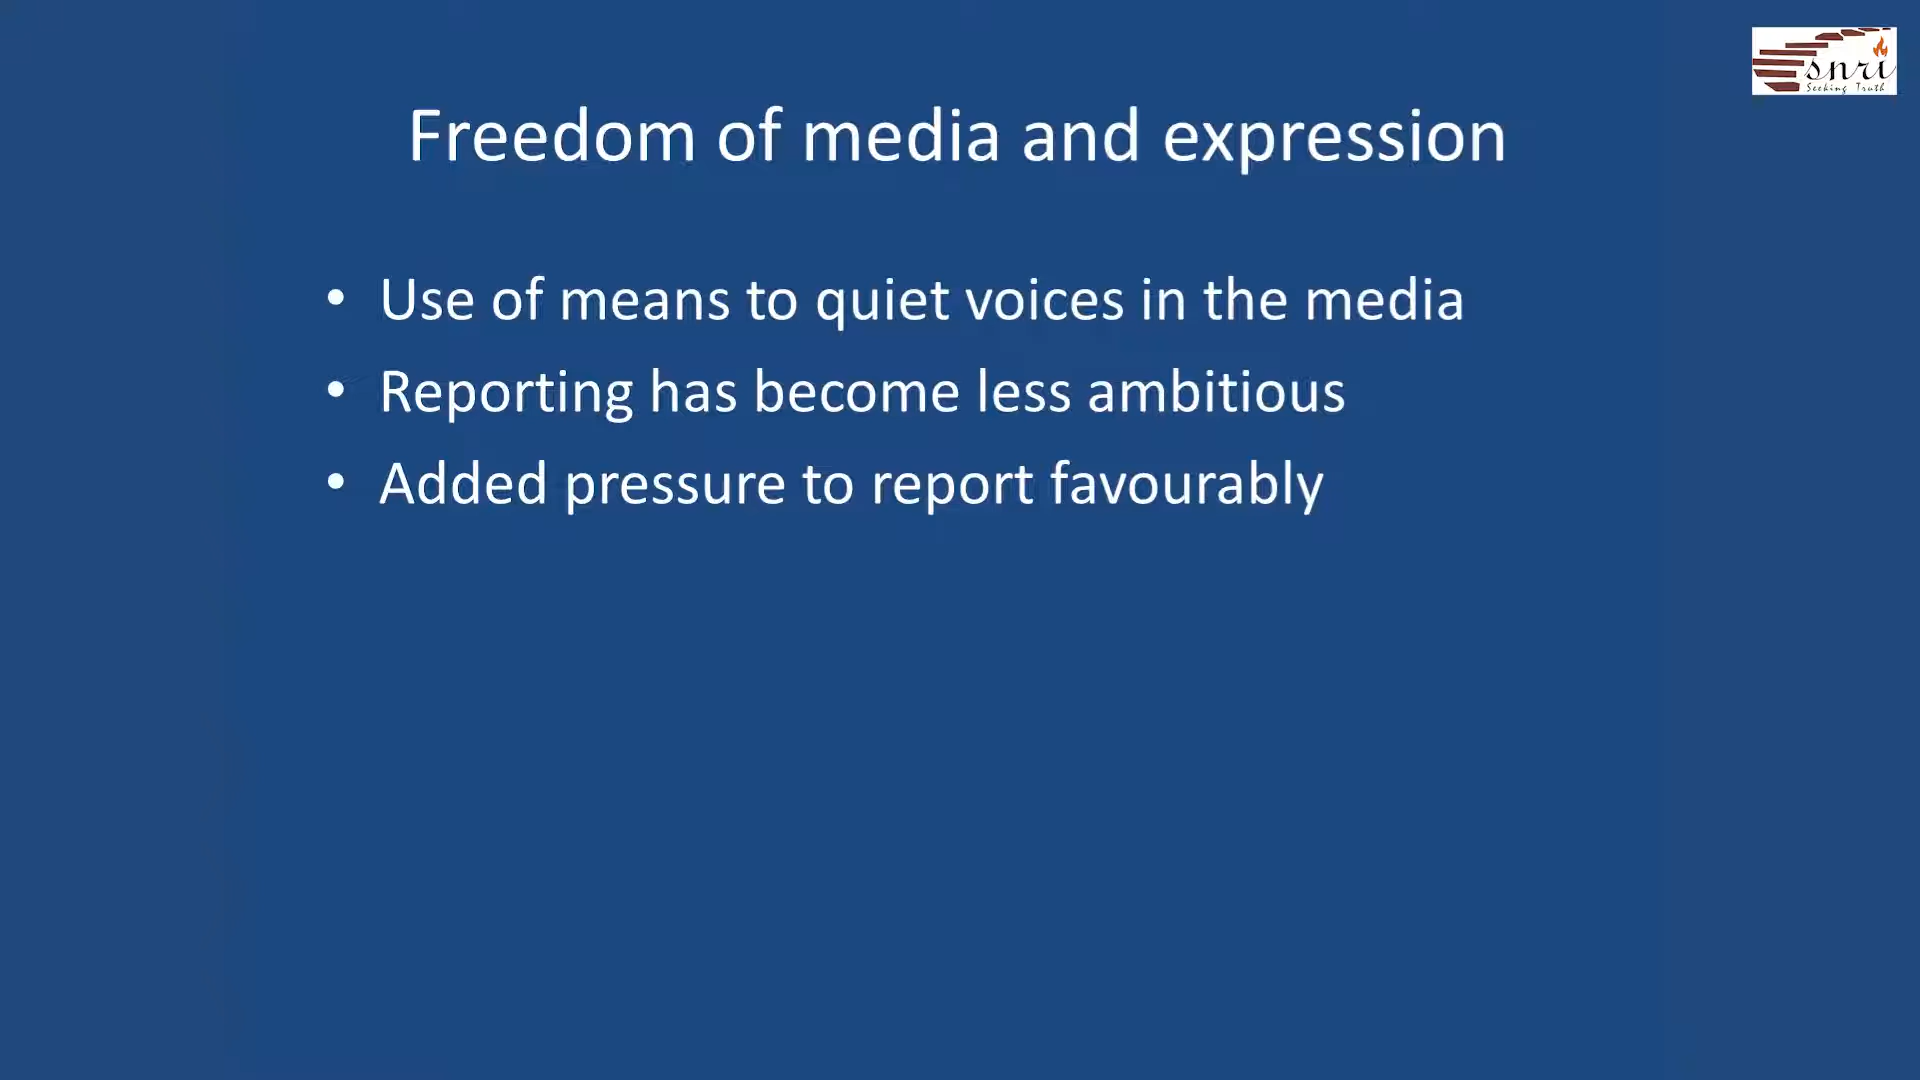 snri
Seeking Truth
Freedom of media and expression
• Use of means to quiet voices in the media
• Reporting has become less ambitious
• Added pressure to report favourably